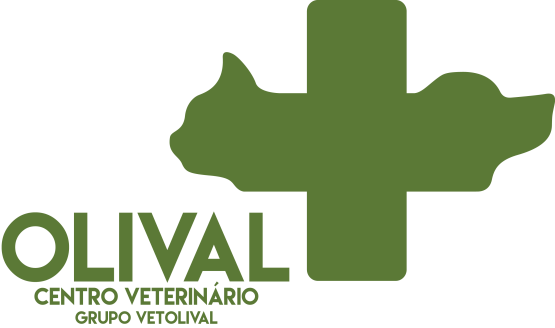 OLIVAL
CENTRO VETERINÁRIO
GRUPO VETOLIVAL